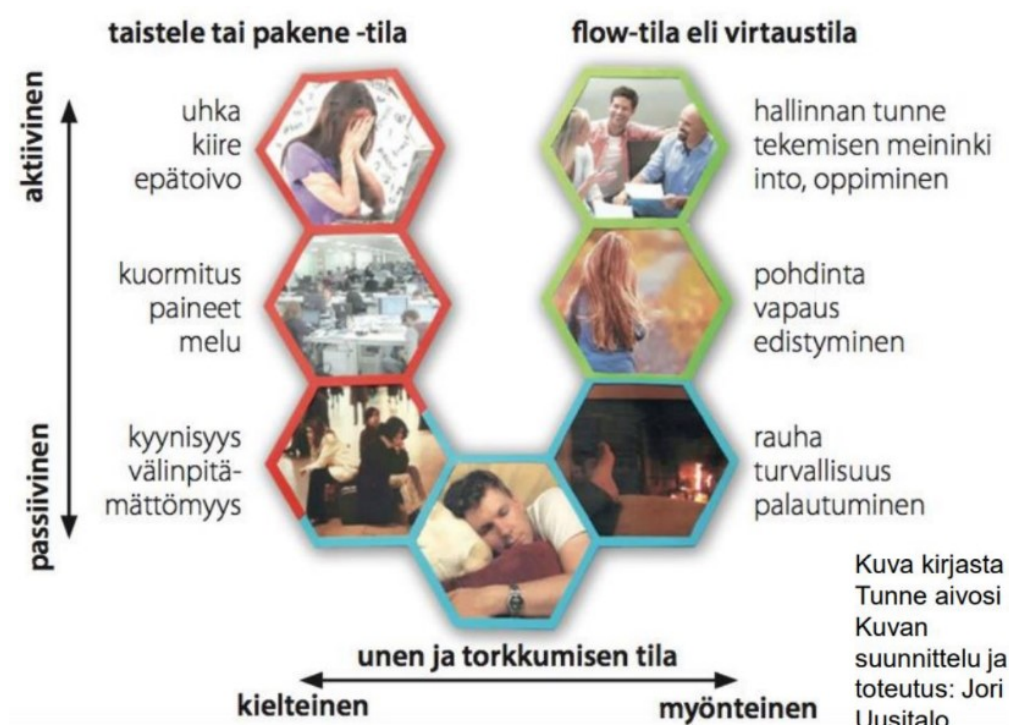 taistele tai pakene -tila
flow-tila eli virtaustila
aktiivinen
passiivinen
uhka
kiire
epätoivo
hallinnan tunne
tekemisen meininki
into, oppiminen
kuormitus
paineet
melu
pohdinta
vapaus
edistyminen
kyynisyys
välinpitä-
mättömyys
rauha
turvallisuus
palautuminen
unen ja torkkumisen tila
kielteinen
myönteinen
Kuva kirjasta
Tunne aivosi
Kuvan
suunnittelu ja
toteutus: Jori
Uusitalo